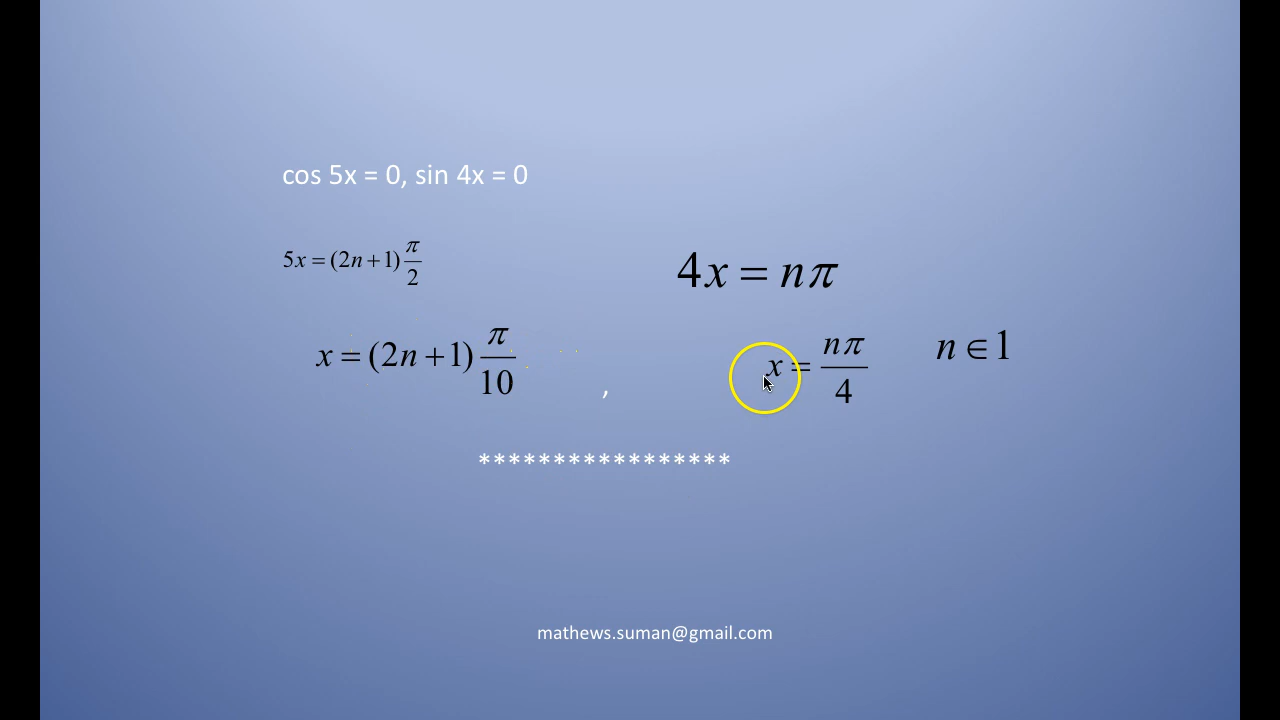 cos 5x = 0, sin 4x = 0
5x = (2n+1) π/2
4x = nπ
x = (2n+1) π/10 , x = nπ/4 n ∈ 1
*****************
mathews.suman@gmail.com